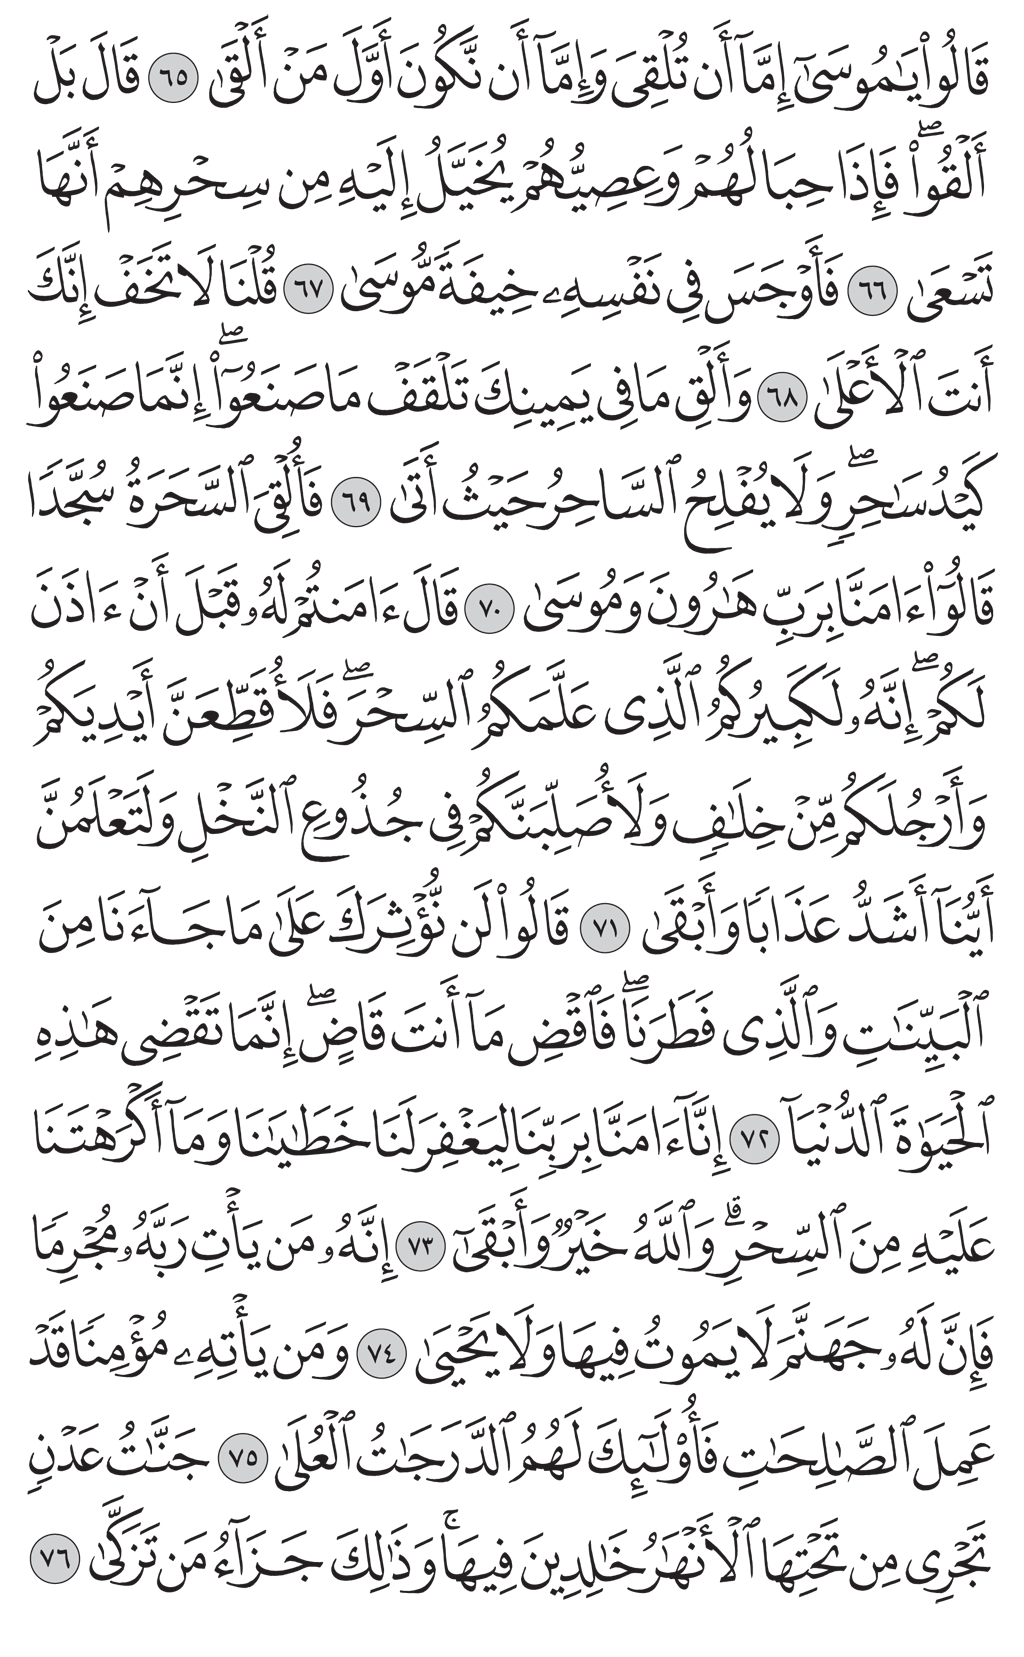 قَالُوا۟ يَـٰمُوسَىٰٓ إِمَّآ أَن تُلْقِىَ وَإِمَّآ أَن نَّكُونَ أَوَّلَ مَنْ أَلْقَىٰ ٦٥ قَالَ بَلْ
أَلْقُوا۟ۖ فَإِذَا حِبَالُهُمْ وَعِصِيُّهُمْ يُخَيَّلُ إِلَيْهِ مِن سِحْرِهِمْ أَنَّهَا
تَسْعَىٰ ٦٦ فَأَوْجَسَ فِى نَفْسِهِۦ خِيفَةً مُّوسَىٰ ٦٧ قُلْنَا لَا تَخَفْ إِنَّكَ
أَنتَ ٱلْأَعْلَىٰ ٦٨ وَأَلْقِ مَا فِى يَمِينِكَ تَلْقَفْ مَا صَنَعُوٓا۟ۖ إِنَّمَا صَنَعُوا۟
كَيْدُ سَـٰحِرٍۖ وَلَا يُفْلِحُ ٱلسَّاحِرُ حَيْثُ أَتَىٰ ٦٩ فَأُلْقِىَ ٱلسَّحَرَةُ سُجَّدًا
قَالُوٓا۟ ءَامَنَّا بِرَبِّ هَـٰرُونَ وَمُوسَىٰ ٧٠ قَالَ ءَامَنتُمْ لَهُۥ قَبْلَ أَنْ ءَاذَنَ
لَكُمْۖ إِنَّهُۥ لَكَبِيرُكُمُ ٱلَّذِى عَلَّمَكُمُ ٱلسِّحْرَۖ فَلَأُقَطِّعَنَّ أَيْدِيَكُمْ
وَأَرْجُلَكُم مِّنْ خِلَـٰفٍ وَلَأُصَلِّبَنَّكُمْ فِى جُذُوعِ ٱلنَّخْلِ وَلَتَعْلَمُنَّ
أَيُّنَآ أَشَدُّ عَذَابًا وَأَبْقَىٰ ٧١ قَالُوا۟ لَن نُّؤْثِرَكَ عَلَىٰ مَا جَآءَنَا مِنَ
ٱلْبَيِّنَـٰتِ وَٱلَّذِى فَطَرَنَاۖ فَٱقْضِ مَآ أَنتَ قَاضٍۖ إِنَّمَا تَقْضِى هَـٰذِهِ
ٱلْحَيَوٰةَ ٱلدُّنْيَآ ٧٢ إِنَّآ ءَامَنَّا بِرَبِّنَا لِيَغْفِرَ لَنَا خَطَـٰيَـٰنَا وَمَآ أَكْرَهْتَنَا
عَلَيْهِ مِنَ ٱلسِّحْرِۗ وَٱللَّهُ خَيْرٌ وَأَبْقَىٰٓ ٧٣ إِنَّهُۥ مَن يَأْتِ رَبَّهُۥ مُجْرِمًا
فَإِنَّ لَهُۥ جَهَنَّمَ لَا يَمُوتُ فِيهَا وَلَا يَحْيَىٰ ٧٤ وَمَن يَأْتِهِۦ مُؤْمِنًا قَدْ
عَمِلَ ٱلصَّـٰلِحَـٰتِ فَأُو۟لَـٰٓئِكَ لَهُمُ ٱلدَّرَجَـٰتُ ٱلْعُلَىٰ ٧٥ جَنَّـٰتُ عَدْنٍ
تَجْرِى مِن تَحْتِهَا ٱلْأَنْهَـٰرُ خَـٰلِدِينَ فِيهَاۚ وَذَٰلِكَ جَزَآءُ مَن تَزَكَّىٰ ٧٦